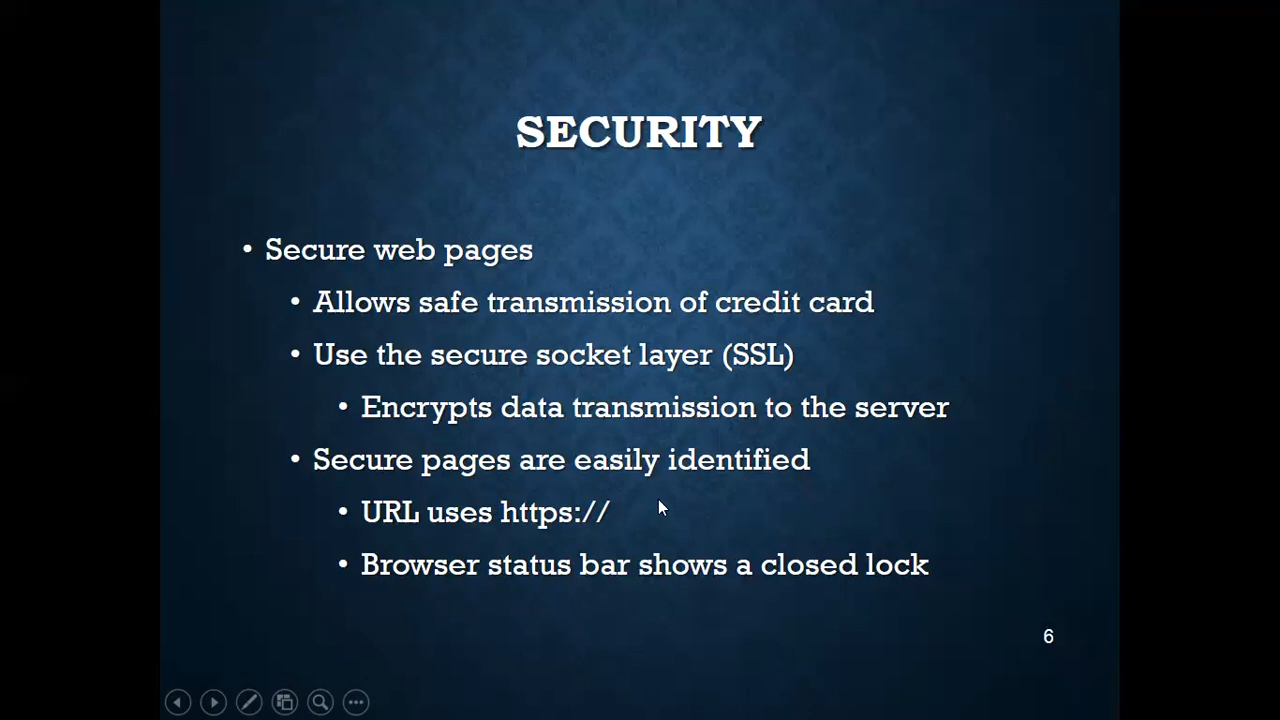 SECURITY
• Secure web pages
• Allows safe transmission of credit card
• Use the secure socket layer (SSL)
• Encrypts data transmission to the server
• Secure pages are easily identified
• URL uses https://
• Browser status bar shows a closed lock
6